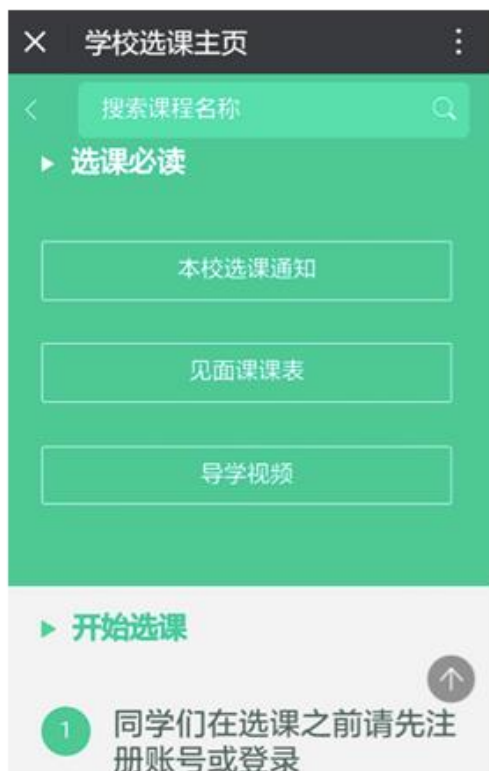 学校选课主页
搜索课程名称
选课必读
本校选课通知
见面课课表
导学视频
开始选课
1
同学们在选课之前请先注
册账号或登录